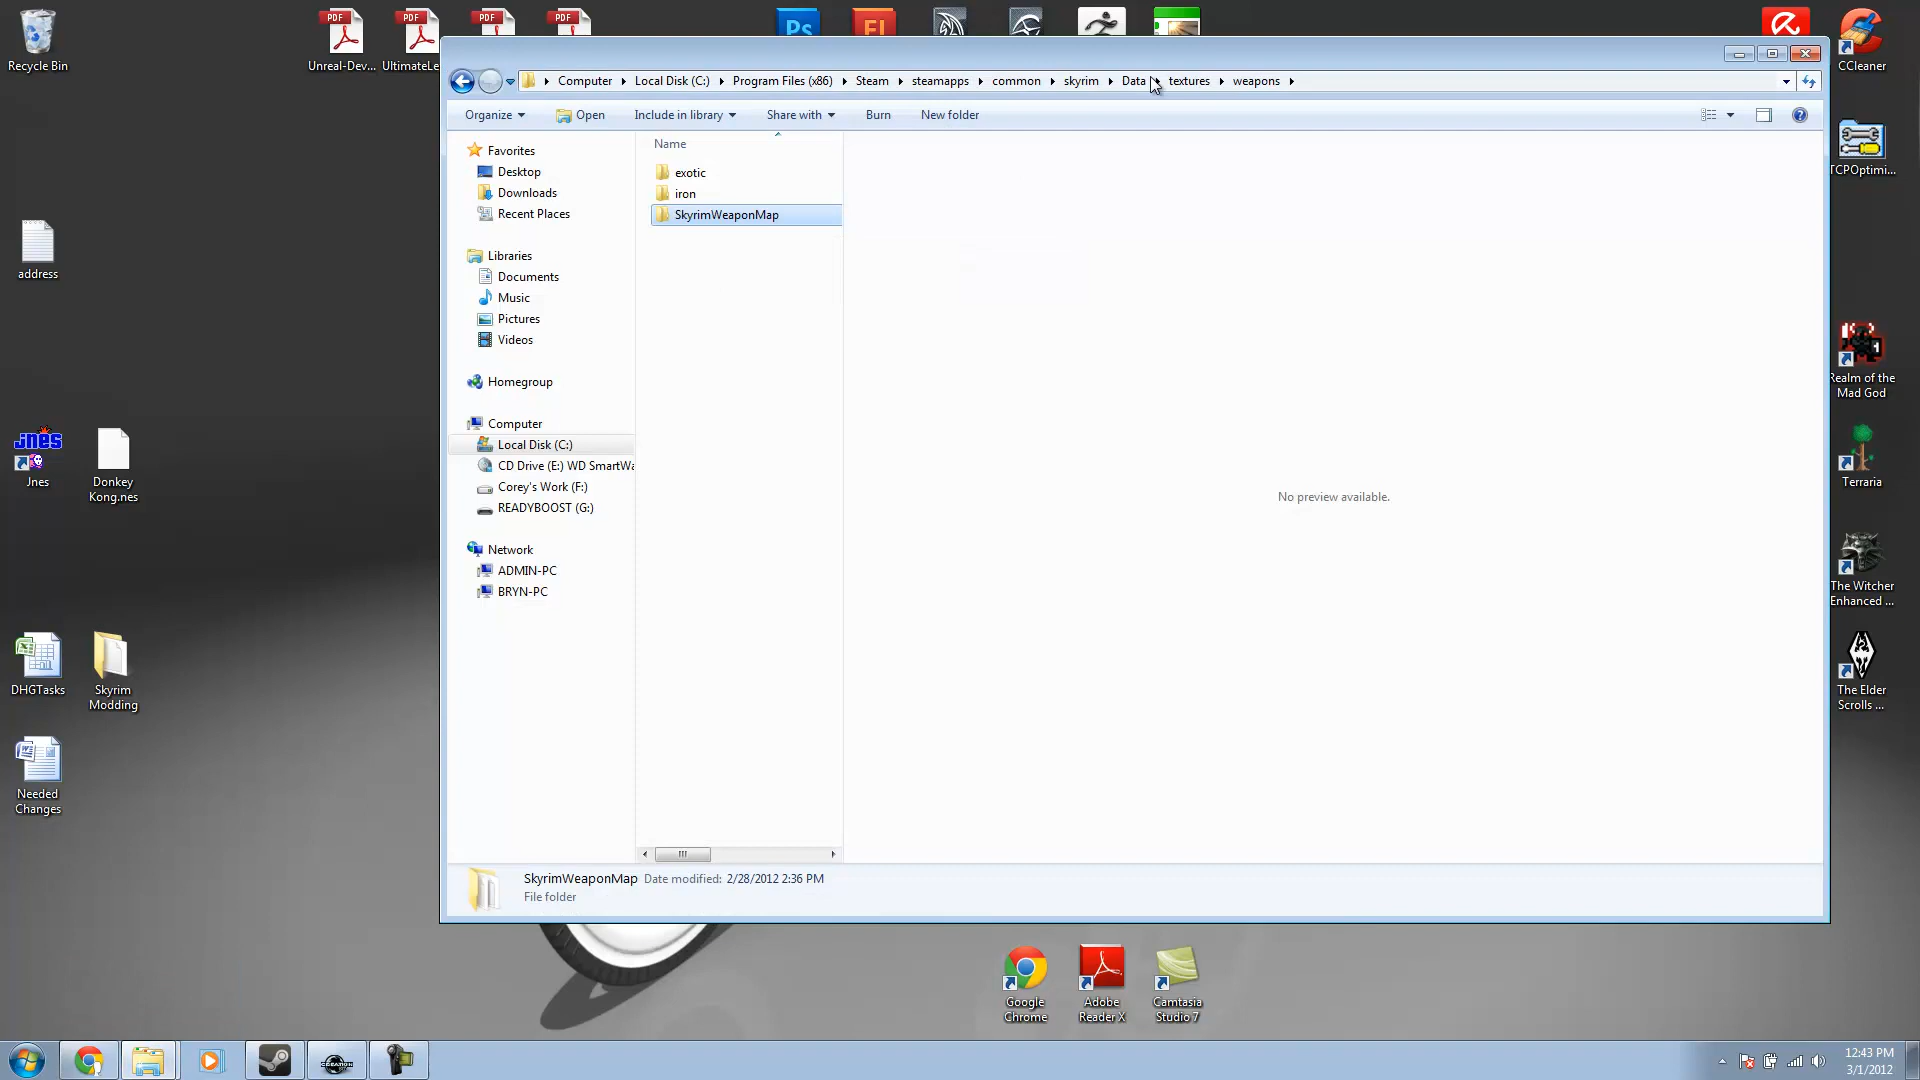 Recycle Bin
Unreal-Dev...
UltimateLe
PDF
PDF
PDF
PDF
Ps
CCleaner
Computer
Local Disk (C:)
Program Files (x86)
Steam
steamapps
common
skyrim
Data
textures
weapons
Organize
Open
Include in library
Share with
Burn
New folder
TCPOptimi...
Favorites
Desktop
Downloads
Recent Places
Libraries
Documents
Music
Pictures
Videos
Homegroup
Computer
Local Disk (C:)
CD Drive (E:) WD SmartWa
Corey's Work (F:)
READYBOOST (G:)
Network
ADMIN-PC
BRYN-PC
Name
exotic
iron
SkyrimWeaponMap
No preview available.
address
Jnes
Donkey
Kong.nes
DHGTasks
Skyrim
Modding
Needed
Changes
Realm of the
Mad God
Terraria
The Witcher
Enhanced ...
The Elder
Scrolls ...
SkyrimWeaponMap
Date modified: 2/28/2012 2:36 PM
File folder
Google
Chrome
Adobe
Reader X
Camtasia
Studio 7
12:43 PM
3/1/2012